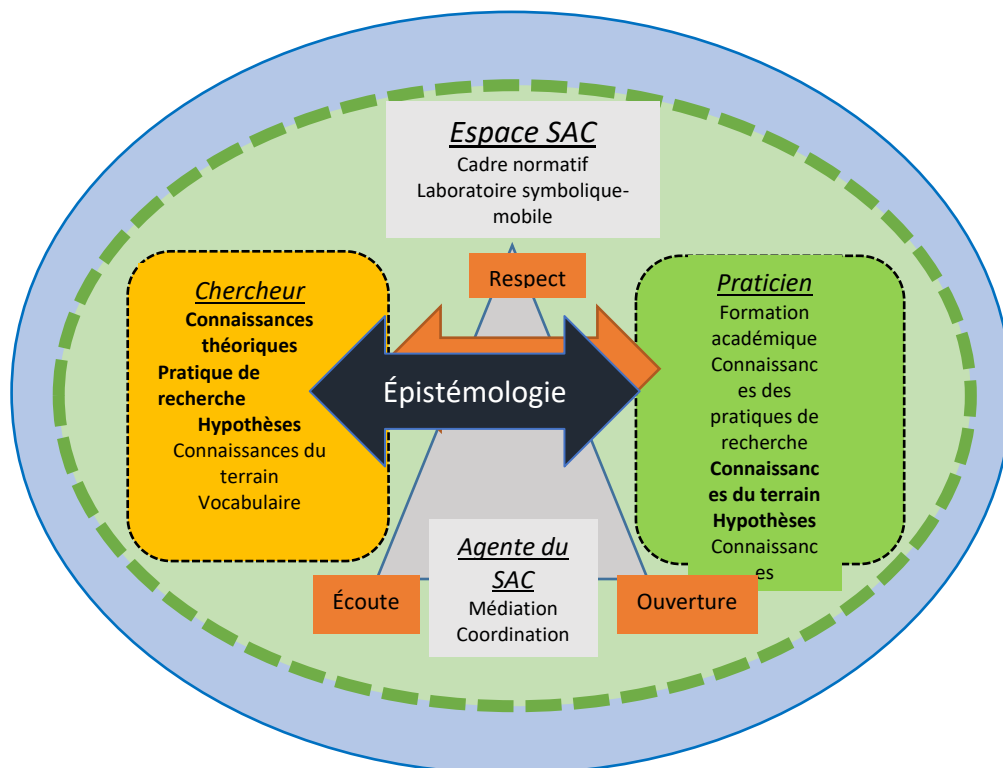 Espace SAC
Cadre normatif
Laboratoire symbolique-
mobile
Respect
Chercheur
Connaissances
théoriques
Pratique de
recherche
Hypothèses
Connaissances du
terrain
Vocabulaire
Épistémologie
Praticien
Formation
académique
Connaissanc
es des
pratiques de
recherche
Connaissanc
es du terrain
Hypothèses
Connaissanc
es
Écoute
Agente du
SAC
Médiation
Coordination
Ouverture